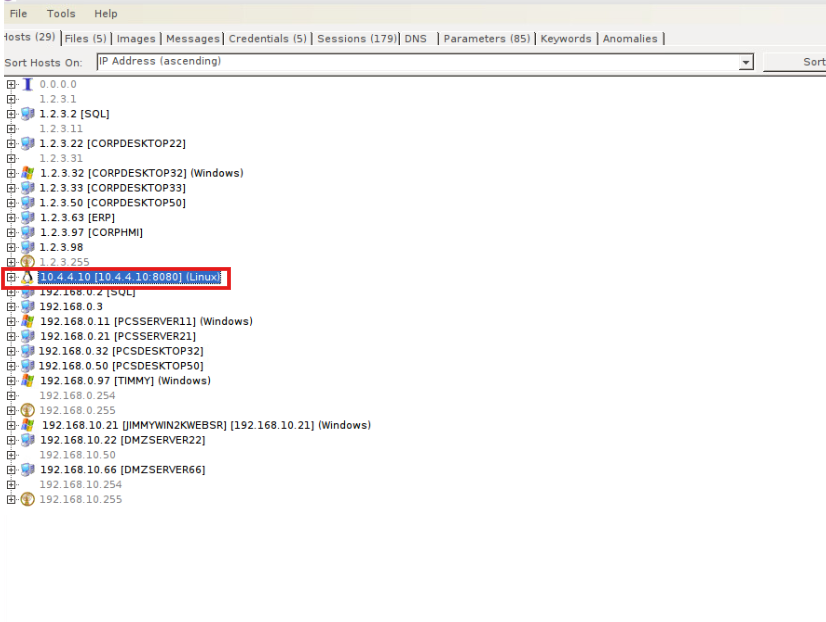 File Tools Help
Hosts (29) Files (5) Images Messages Credentials (5) Sessions (179) DNS Parameters (85) Keywords Anomalies
Sort Hosts On: IP Address (ascending) Sort
0.0.0.0
1.2.3.1
1.2.3.2 [SQL]
1.2.3.11
1.2.3.22 [CORPDESKTOP22]
1.2.3.31
1.2.3.32 [CORPDESKTOP32] (Windows)
1.2.3.33 [CORPDESKTOP33]
1.2.3.50 [CORPDESKTOP50]
1.2.3.63 [ERP]
1.2.3.97 [CORPHMI]
1.2.3.98
1.2.3.255
10.4.4.10 [10.4.4.10:8080] (Linux)
192.168.0.2 [SQL]
192.168.0.3
192.168.0.11 [PCSSERVER11] (Windows)
192.168.0.21 [PCSSERVER21]
192.168.0.32 [PCSDESKTOP32]
192.168.0.50 [PCSDESKTOP50]
192.168.0.97 [TIMMY] (Windows)
192.168.0.254
192.168.0.255
192.168.10.21 [JIMMYWIN2KWEBSR] [192.168.10.21] (Windows)
192.168.10.22 [DMZSERVER22]
192.168.10.50
192.168.10.66 [DMZSERVER66]
192.168.10.254
192.168.10.255